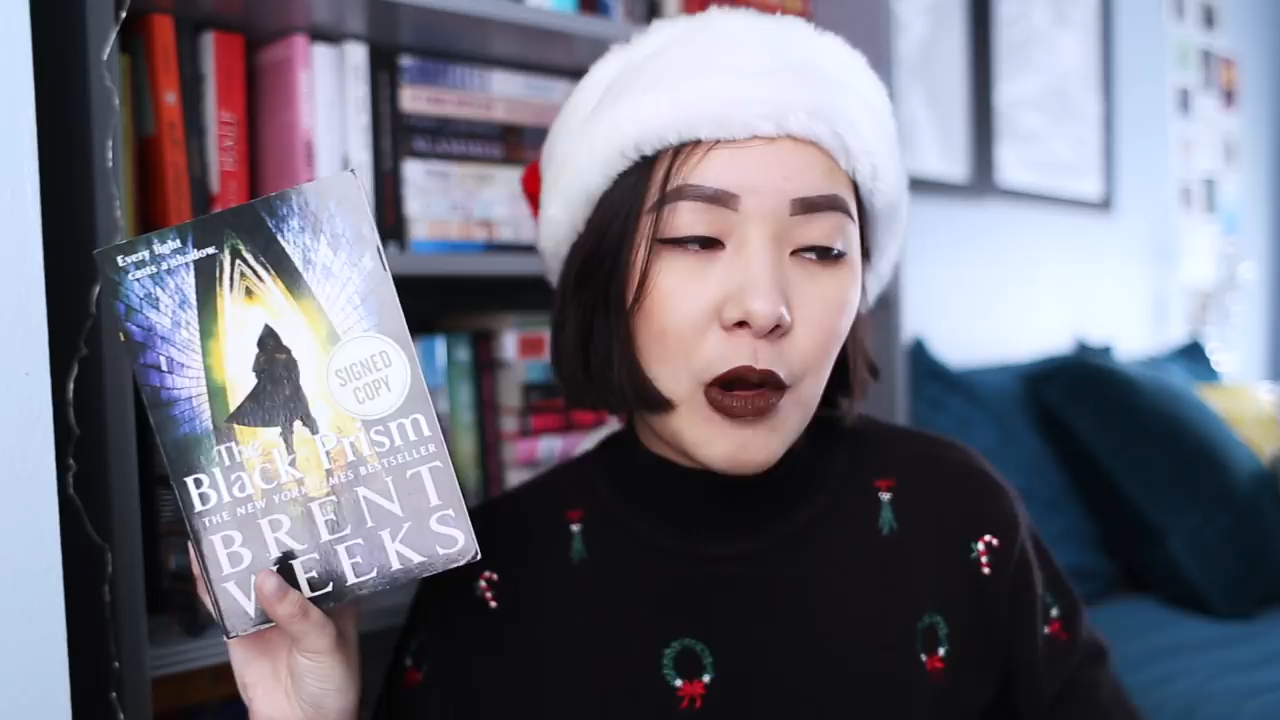 Every light
casts a shadow.
SIGNED
COPY
The
Black Prism
THE NEW YORK TIMES BESTSELLER
BRENT
WEEKS